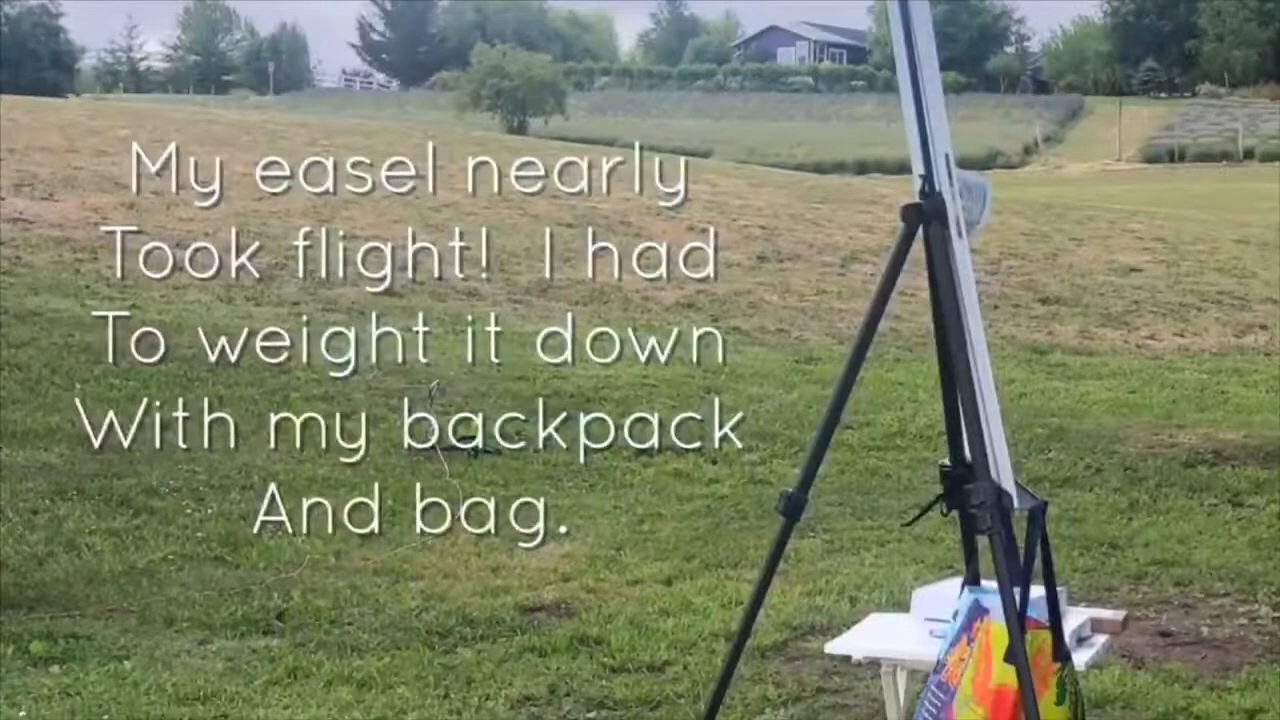 My easel nearly
Took flight!  I had
To weight it down
With my backpack
And bag.